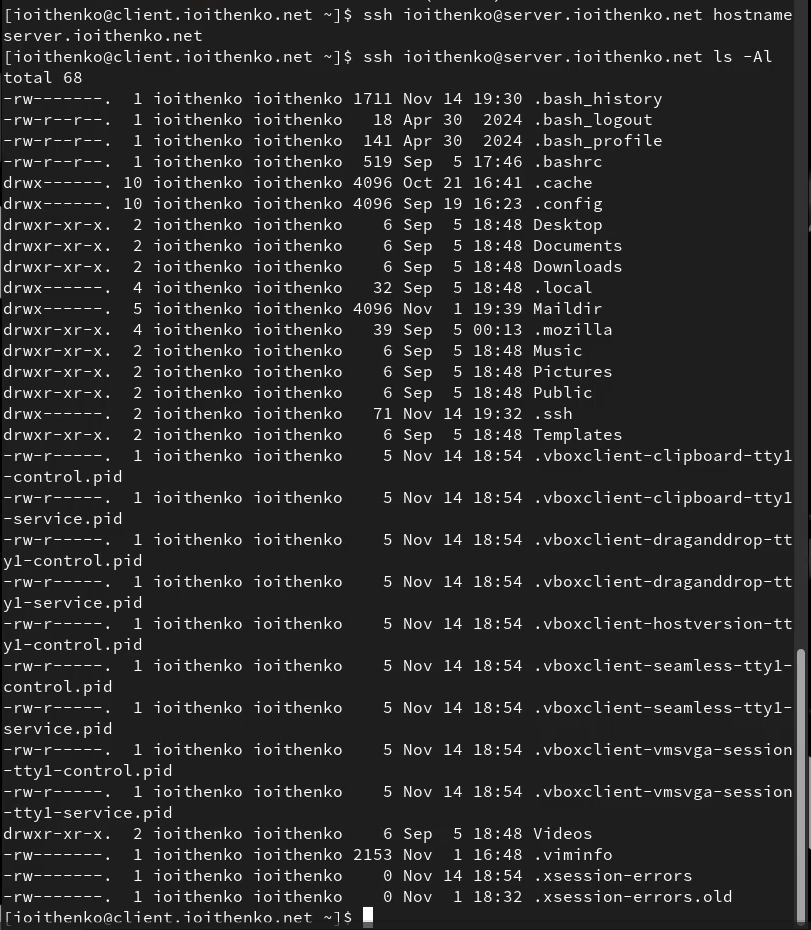 [ioithenko@client.ioithenko.net ~]$ ssh ioithenko@server.ioithenko.net hostname
server.ioithenko.net
[ioithenko@client.ioithenko.net ~]$ ssh ioithenko@server.ioithenko.net ls -Al
total 68
-rw-------.  1 ioithenko ioithenko 1711 Nov 14 19:30 .bash_history
-rw-r--r--.  1 ioithenko ioithenko   18 Apr 30  2024 .bash_logout
-rw-r--r--.  1 ioithenko ioithenko  141 Apr 30  2024 .bash_profile
-rw-r--r--.  1 ioithenko ioithenko  519 Sep  5 17:46 .bashrc
drwx------. 10 ioithenko ioithenko 4096 Oct 21 16:41 .cache
drwx------. 10 ioithenko ioithenko 4096 Sep 19 16:23 .config
drwxr-xr-x.  2 ioithenko ioithenko    6 Sep  5 18:48 Desktop
drwxr-xr-x.  2 ioithenko ioithenko    6 Sep  5 18:48 Documents
drwxr-xr-x.  2 ioithenko ioithenko    6 Sep  5 18:48 Downloads
drwx------.  4 ioithenko ioithenko   32 Sep  5 18:48 .local
drwx------.  5 ioithenko ioithenko 4096 Nov  1 19:39 Maildir
drwxr-xr-x.  4 ioithenko ioithenko   39 Sep  5 00:13 .mozilla
drwxr-xr-x.  2 ioithenko ioithenko    6 Sep  5 18:48 Music
drwxr-xr-x.  2 ioithenko ioithenko    6 Sep  5 18:48 Pictures
drwxr-xr-x.  2 ioithenko ioithenko    6 Sep  5 18:48 Public
drwx------.  2 ioithenko ioithenko   71 Nov 14 19:32 .ssh
drwxr-xr-x.  2 ioithenko ioithenko    6 Sep  5 18:48 Templates
-rw-r-----.  1 ioithenko ioithenko    5 Nov 14 18:54 .vboxclient-clipboard-tty1
-control.pid
-rw-r-----.  1 ioithenko ioithenko    5 Nov 14 18:54 .vboxclient-clipboard-tty1
-service.pid
-rw-r-----.  1 ioithenko ioithenko    5 Nov 14 18:54 .vboxclient-draganddrop-tt
y1-control.pid
-rw-r-----.  1 ioithenko ioithenko    5 Nov 14 18:54 .vboxclient-draganddrop-tt
y1-service.pid
-rw-r-----.  1 ioithenko ioithenko    5 Nov 14 18:54 .vboxclient-hostversion-tt
y1-control.pid
-rw-r-----.  1 ioithenko ioithenko    5 Nov 14 18:54 .vboxclient-seamless-tty1-
control.pid
-rw-r-----.  1 ioithenko ioithenko    5 Nov 14 18:54 .vboxclient-seamless-tty1-
service.pid
-rw-r-----.  1 ioithenko ioithenko    5 Nov 14 18:54 .vboxclient-vmsvga-session
-tty1-control.pid
-rw-r-----.  1 ioithenko ioithenko    5 Nov 14 18:54 .vboxclient-vmsvga-session
-tty1-service.pid
drwxr-xr-x.  2 ioithenko ioithenko    6 Sep  5 18:48 Videos
-rw-------.  1 ioithenko ioithenko 2153 Nov  1 16:48 .viminfo
-rw-------.  1 ioithenko ioithenko    0 Nov 14 18:54 .xsession-errors
-rw-------.  1 ioithenko ioithenko    0 Nov  1 18:32 .xsession-errors.old
[ioithenko@client.ioithenko.net ~]$